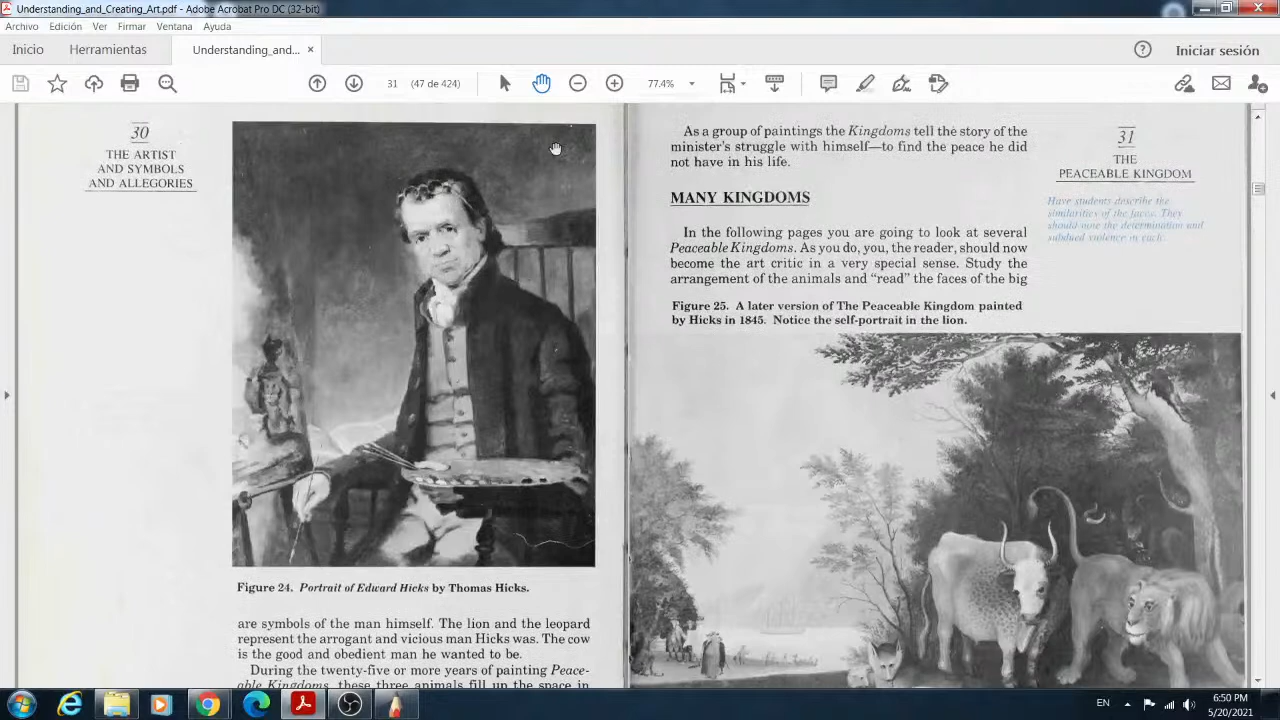 Understanding_and_Creating_Art.pdf - Adobe Acrobat Pro DC (32-bit)
Archivo Edición Ver Firmar Ventana Ayuda
Inicio Herramientas Understanding_and... × Iniciar sesión
31 (47 de 424) 77.4%
30
THE ARTIST
AND SYMBOLS
AND ALLEGORIES
Figure 24. Portrait of Edward Hicks by Thomas Hicks.
are symbols of the man himself. The lion and the leopard
represent the arrogant and vicious man Hicks was. The cow
is the good and obedient man he wanted to be.
During the twenty-five or more years of painting Peace-
able Kingdoms, these three animals fill up the space in
As a group of paintings the Kingdoms tell the story of the
minister's struggle with himself—to find the peace he did
not have in his life.
MANY KINGDOMS
In the following pages you are going to look at several
Peaceable Kingdoms. As you do, you, the reader, should now
become the art critic in a very special sense. Study the
arrangement of the animals and "read" the faces of the big
Figure 25. A later version of The Peaceable Kingdom painted
by Hicks in 1845. Notice the self-portrait in the lion.
31
THE
PEACEABLE KINGDOM
Have students describe the
similarities of the faces. They
should note the determination and
subdued violence in each.
EN 6:50 PM
5/20/2021